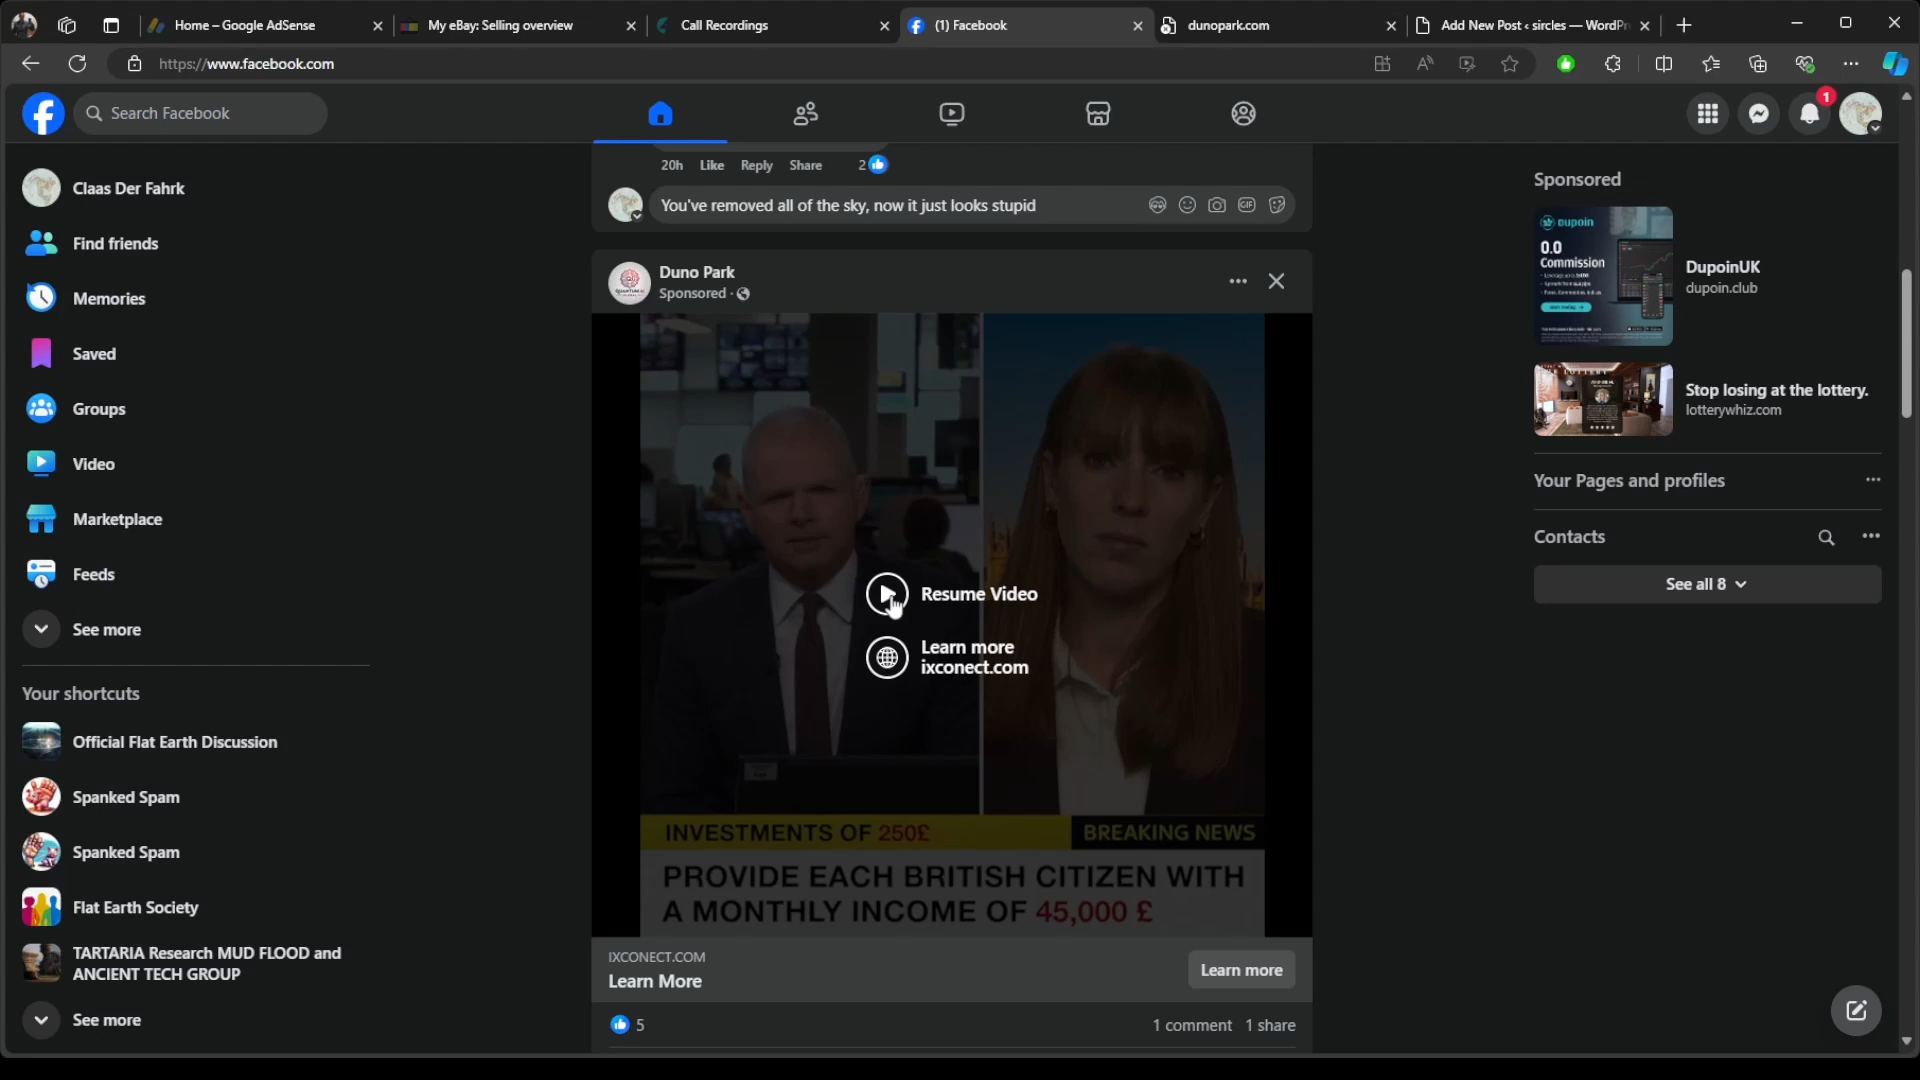 Home – Google AdSense
My eBay: Selling overview
Call Recordings
(1) Facebook
dunopark.com
Add New Post ‹ sircles — WordPr
https://www.facebook.com
Search Facebook
1
Claas Der Fahrk
Find friends
Memories
Saved
Groups
Video
Marketplace
Feeds
See more
Your shortcuts
Official Flat Earth Discussion
Spanked Spam
Spanked Spam
Flat Earth Society
TARTARIA Research MUD FLOOD and
ANCIENT TECH GROUP
See more
20h Like Reply Share 2
You've removed all of the sky, now it just looks stupid
GIF
Duno Park
Sponsored ·
Resume Video
Learn more
ixconect.com
INVESTMENTS OF 250£
BREAKING NEWS
PROVIDE EACH BRITISH CITIZEN WITH
A MONTHLY INCOME OF 45,000 £
IXCONECT.COM
Learn More
Learn more
5
1 comment 1 share
Sponsored
Dupoin
0.0
Commission
DupoinUK
dupoin.club
Stop losing at the lottery.
lotterywhiz.com
Your Pages and profiles
Contacts
See all 8